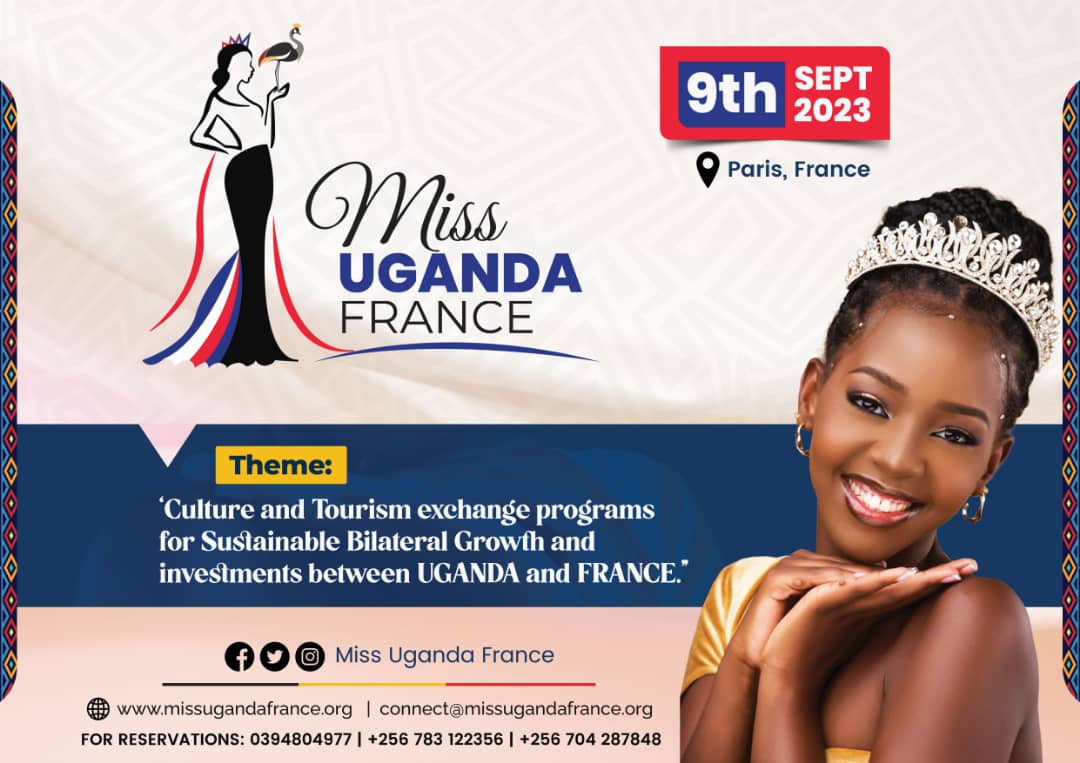 9th SEPT
2023
Paris, France
Miss
UGANDA
FRANCE
Theme:
‘Culture and Tourism exchange programs
for Sustainable Bilateral Growth and
investments between UGANDA and FRANCE.”
Miss Uganda France
www.missugandafrance.org | connect@missugandafrance.org
FOR RESERVATIONS: 0394804977 | +256 783 122356 | +256 704 287848